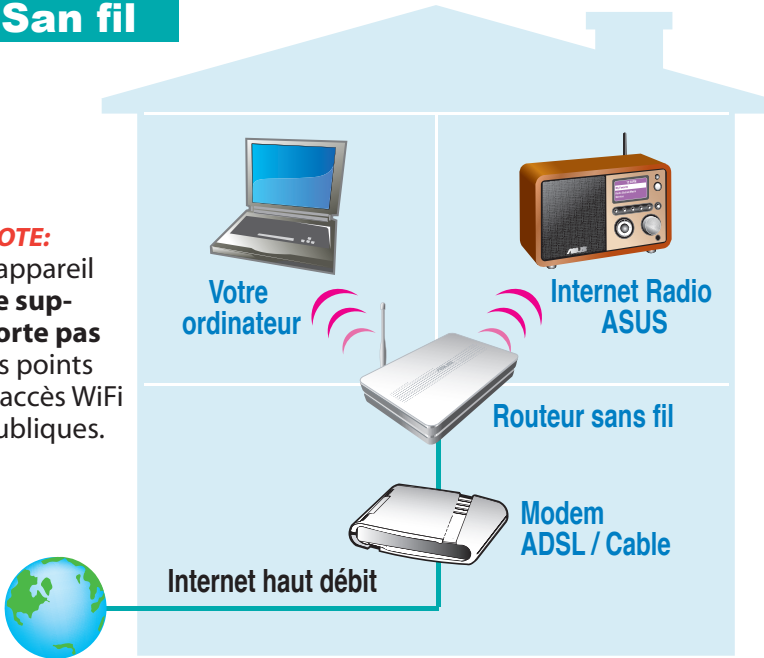 San fil
OTE:
appareil
e sup-
orte pas
s points
accès WiFi
ubliques.
Votre
ordinateur
Internet Radio
ASUS
Routeur sans fil
Modem
ADSL / Cable
Internet haut débit